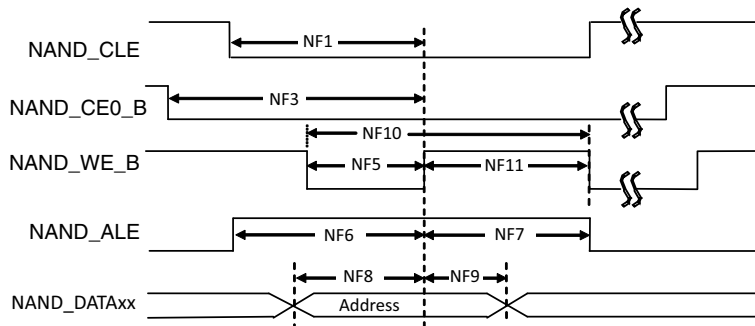 NF1
NAND_CLE
NF3
NAND_CE0_B
NF10
NAND_WE_B
NF5
NF11
NAND_ALE
NF6
NF7
NF8
NF9
NAND_DATAxx
Address